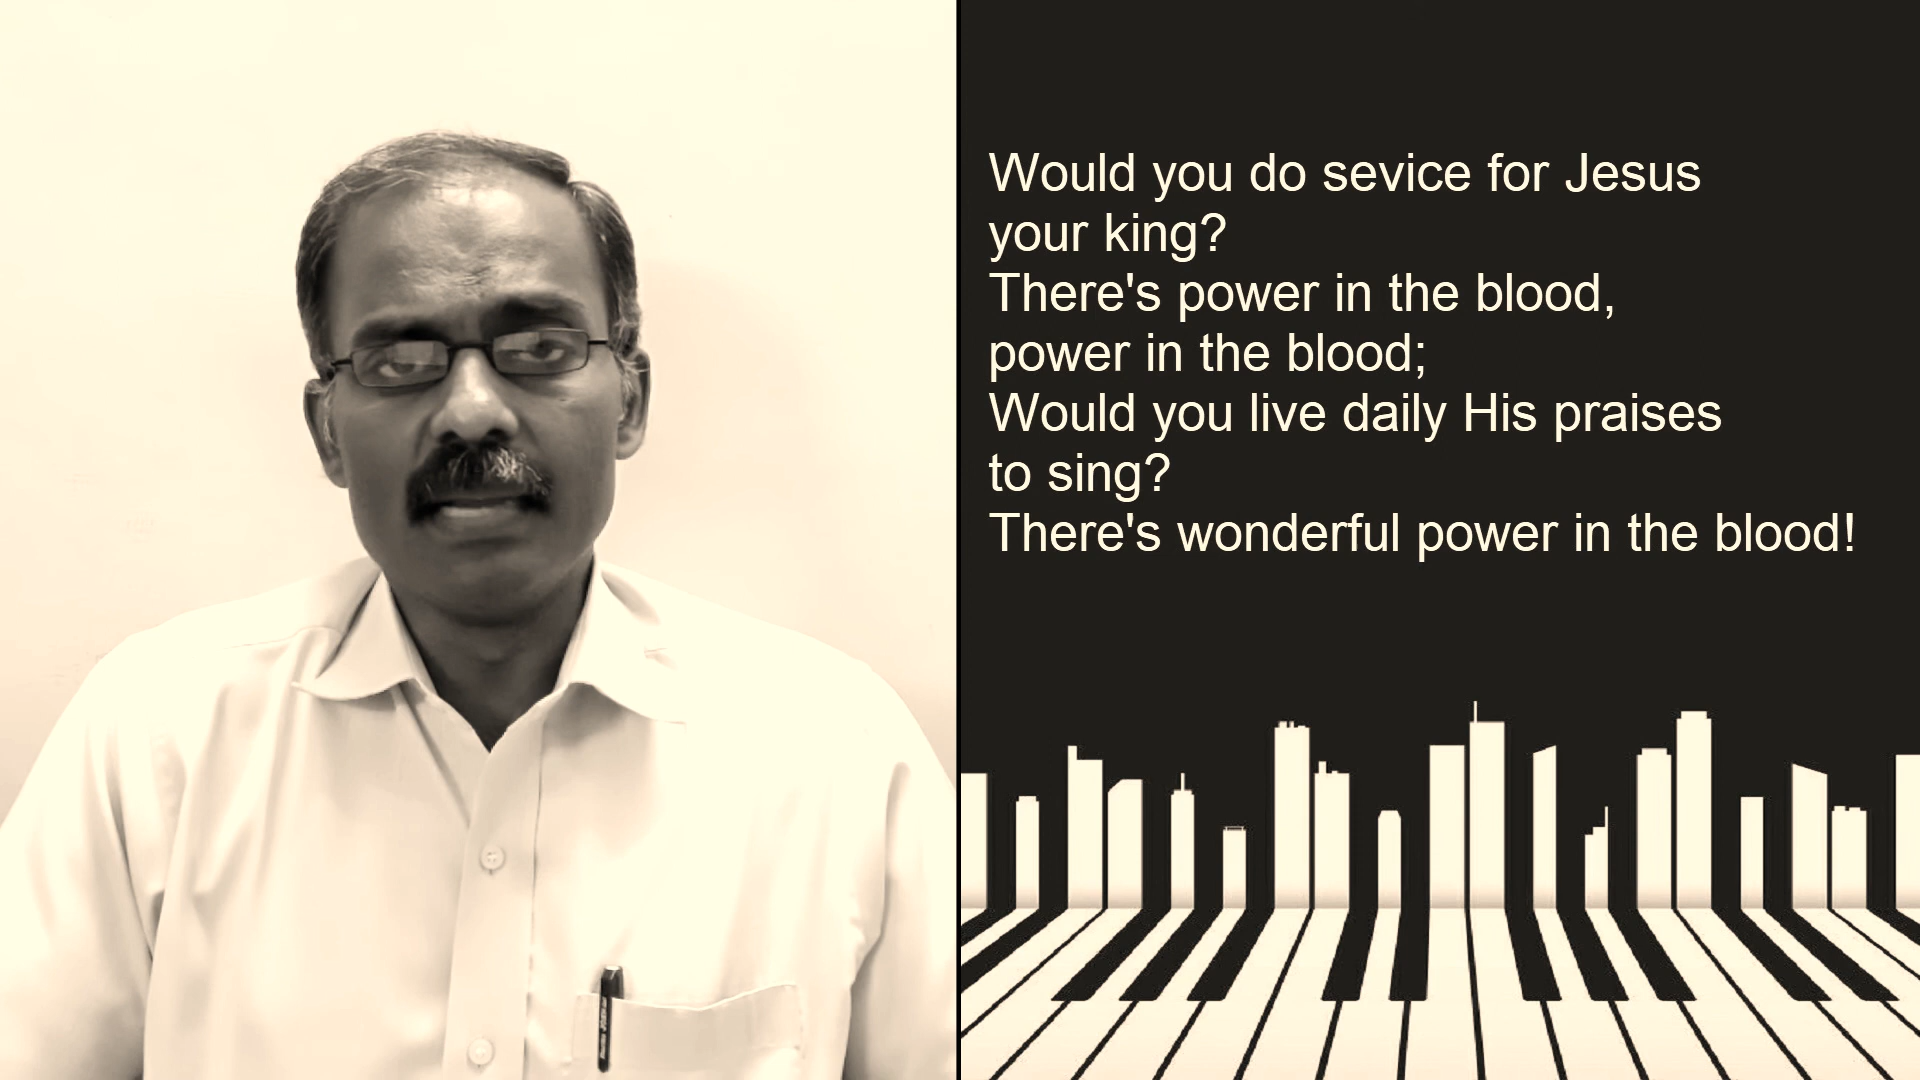 Would you do sevice for Jesus
your king?
There's power in the blood,
power in the blood;
Would you live daily His praises
to sing?
There's wonderful power in the blood!